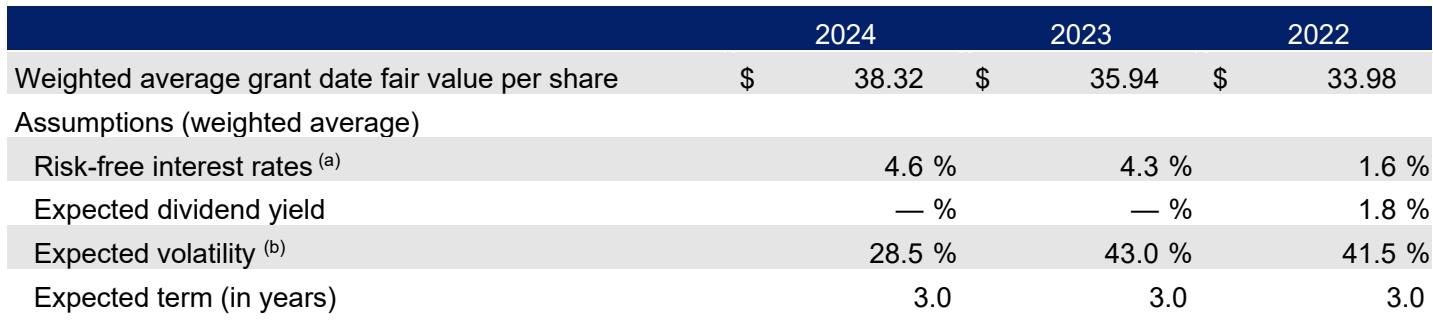 2024 2023 2022
Weighted average grant date fair value per share $ 38.32 $ 35.94 $ 33.98
Assumptions (weighted average)
Risk-free interest rates (a) 4.6 % 4.3 % 1.6 %
Expected dividend yield — % — % 1.8 %
Expected volatility (b) 28.5 % 43.0 % 41.5 %
Expected term (in years) 3.0 3.0 3.0